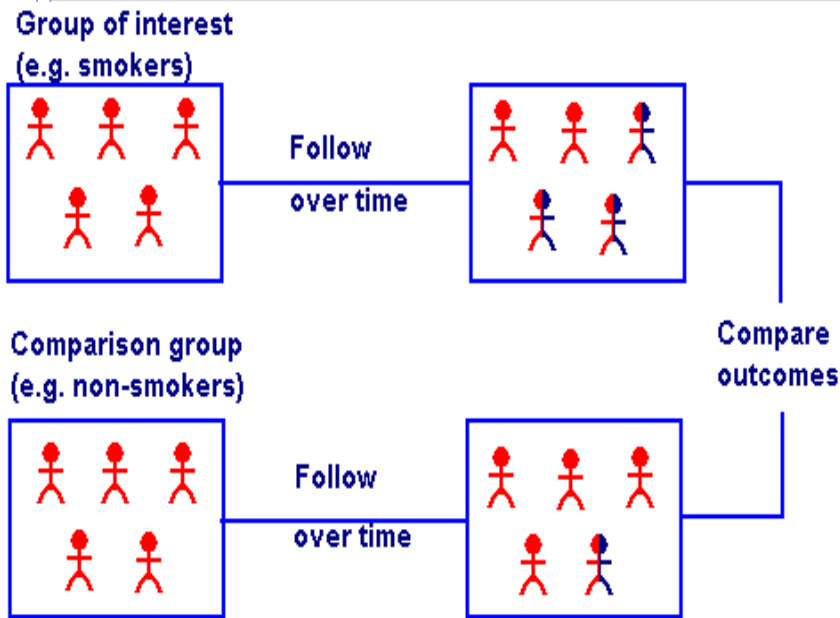 Group of interest
(e.g. smokers)
Follow
over time
Comparison group
(e.g. non-smokers)
Follow
over time
Compare
outcomes